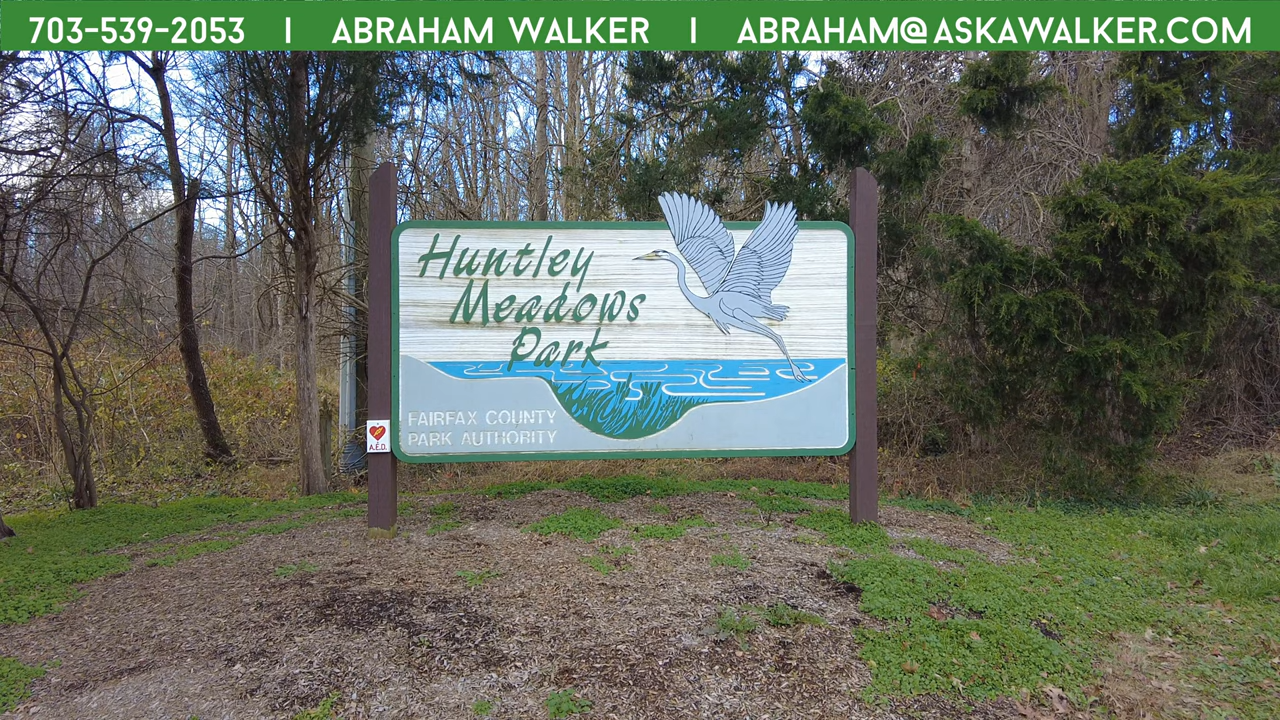 703-539-2053 | ABRAHAM WALKER | ABRAHAM@ASKAWALKER.COM
Huntley
Meadows
Park
FAIRFAX COUNTY
PARK AUTHORITY
A.E.D.